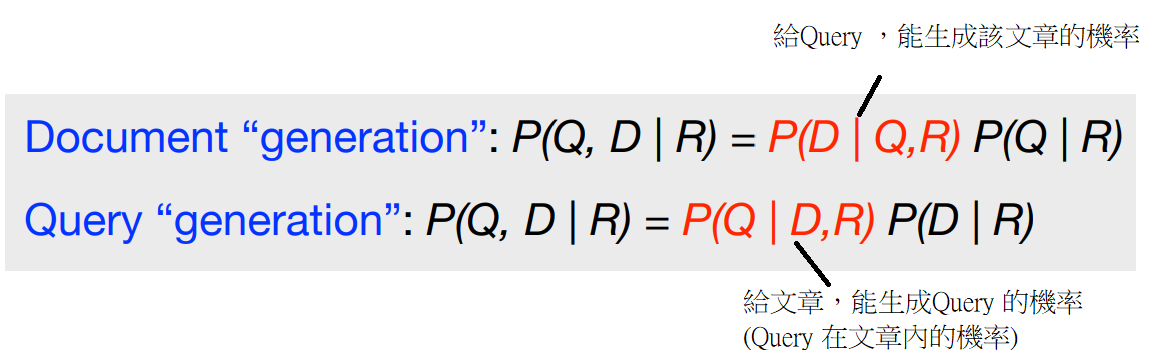 給Query ，能生成該文章的機率
Document “generation”: P(Q, D | R) = P(D | Q,R) P(Q | R)
Query “generation”: P(Q, D | R) = P(Q | D,R) P(D | R)
給文章，能生成Query 的機率
(Query 在文章內的機率)